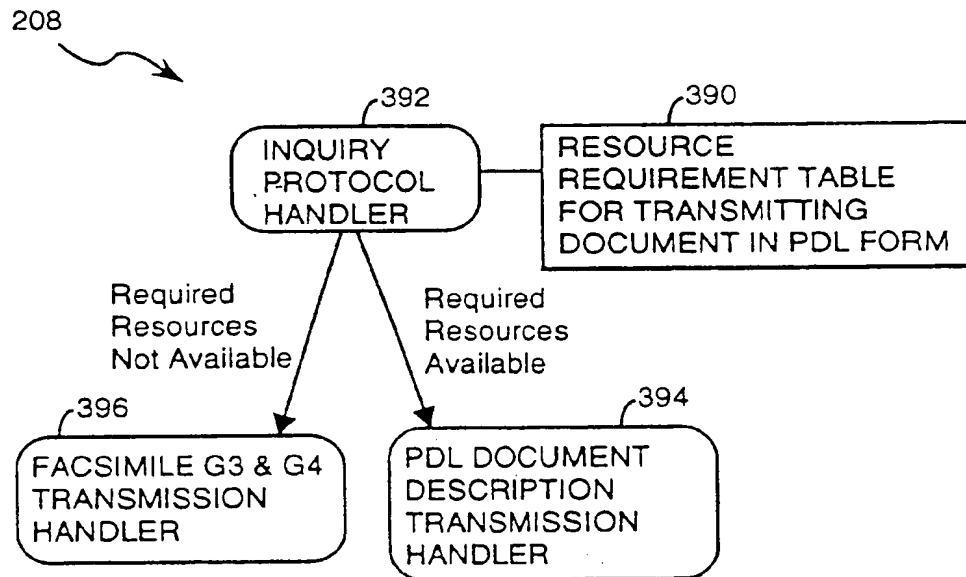 208
392
INQUIRY
PROTOCOL
HANDLER
390
RESOURCE
REQUIREMENT TABLE
FOR TRANSMITTING
DOCUMENT IN PDL FORM
Required
Resources
Not Available
Required
Resources
Available
396
FACSIMILE G3 & G4
TRANSMISSION
HANDLER
394
PDL DOCUMENT
DESCRIPTION
TRANSMISSION
HANDLER